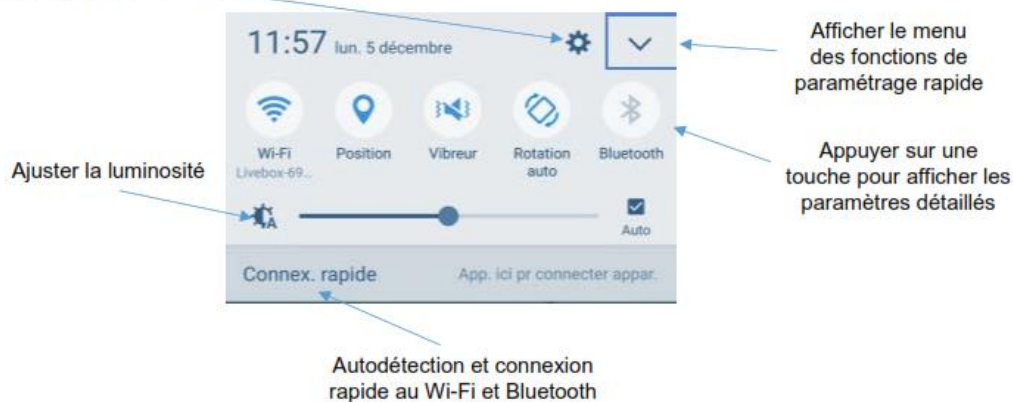 11:57 lun. 5 décembre
Afficher le menu
des fonctions de
paramétrage rapide
Wi-Fi
Livebox-69...
Position
Vibreur
Rotation
auto
Bluetooth
Appuyer sur une
touche pour afficher les
paramètres détaillés
Ajuster la luminosité
A
Auto
Connex. rapide
App. ici pr connecter appar.
Autodétection et connexion
rapide au Wi-Fi et Bluetooth